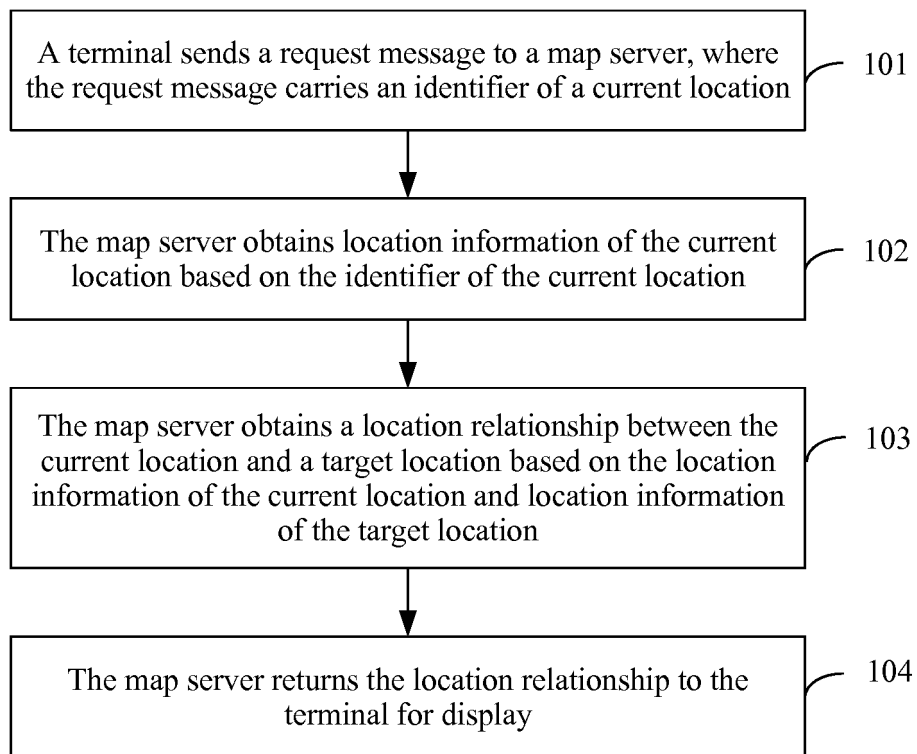 A terminal sends a request message to a map server, where
the request message carries an identifier of a current location
101
The map server obtains location information of the current
location based on the identifier of the current location
102
The map server obtains a location relationship between the
current location and a target location based on the location
information of the current location and location information
of the target location
103
The map server returns the location relationship to the
terminal for display
104